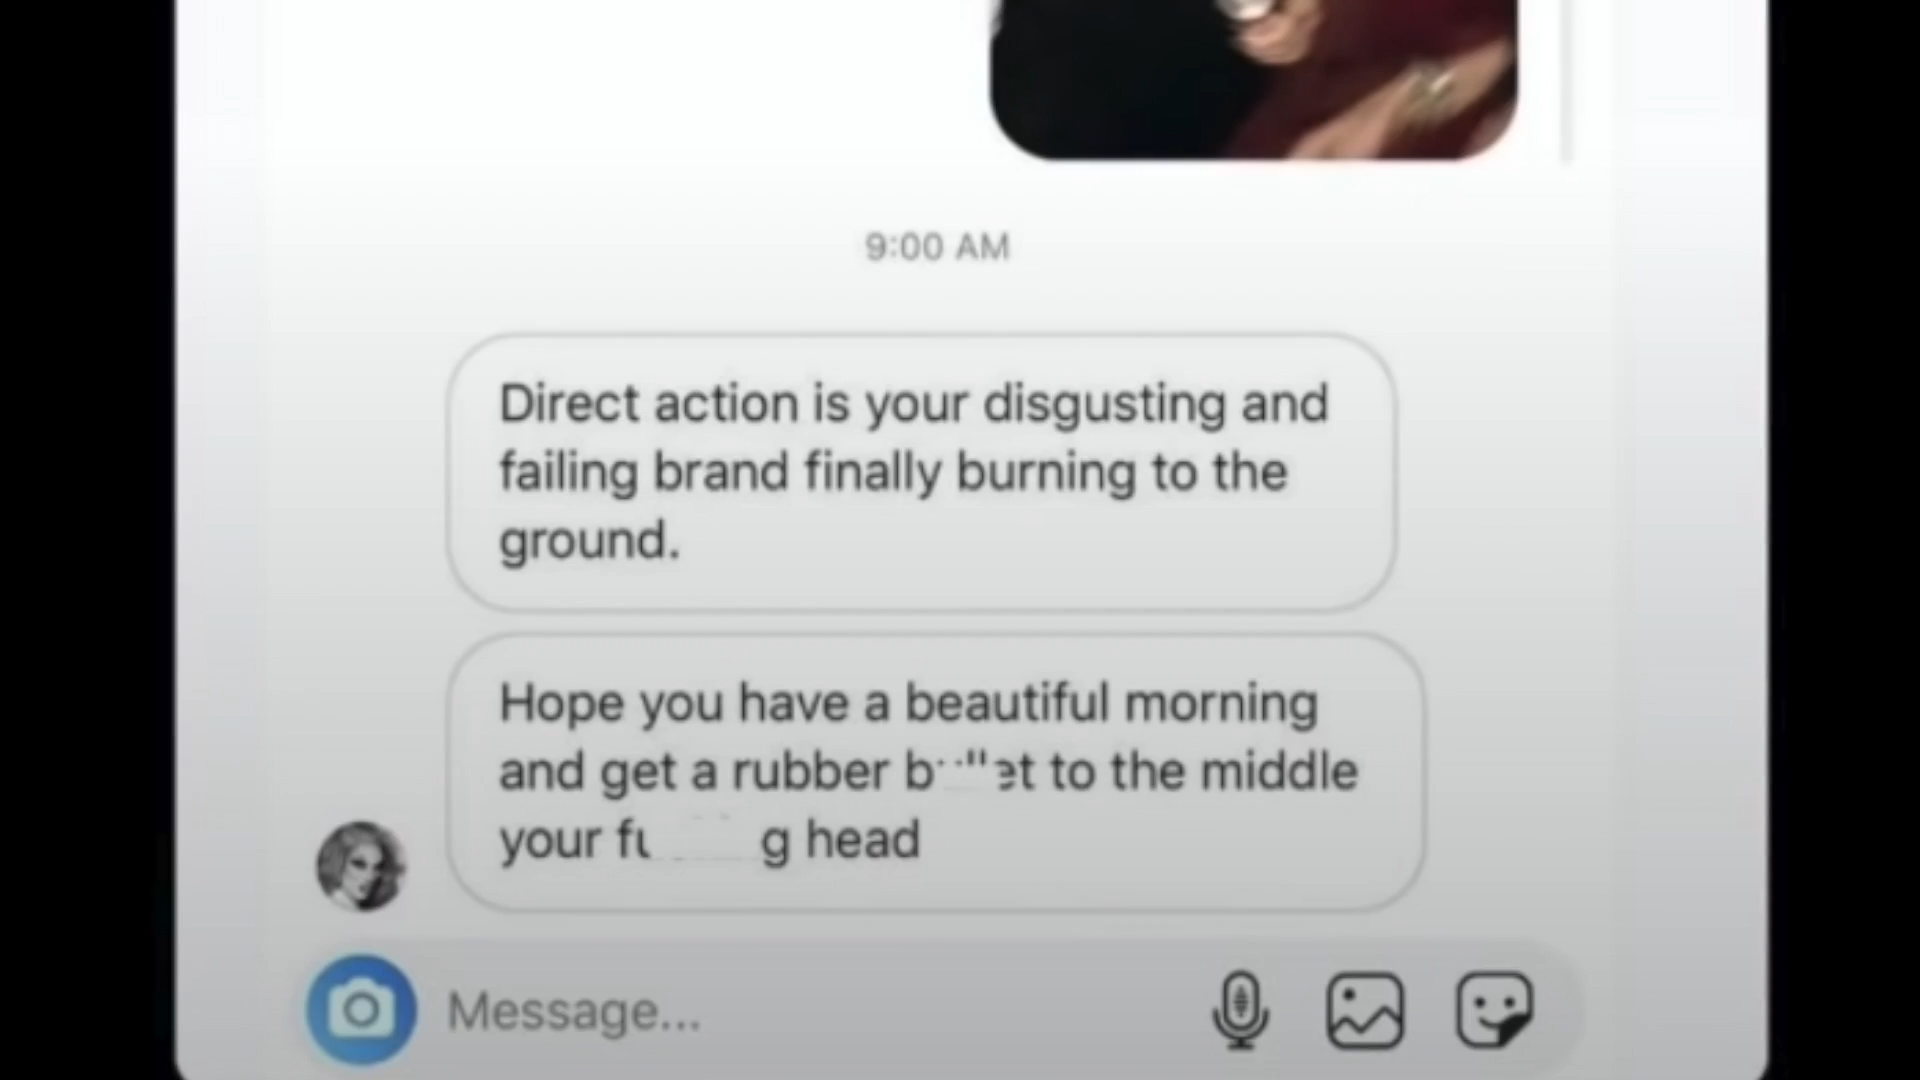 9:00 AM
Direct action is your disgusting and
failing brand finally burning to the
ground.
Hope you have a beautiful morning
and get a rubber to the middle
your head
Message...